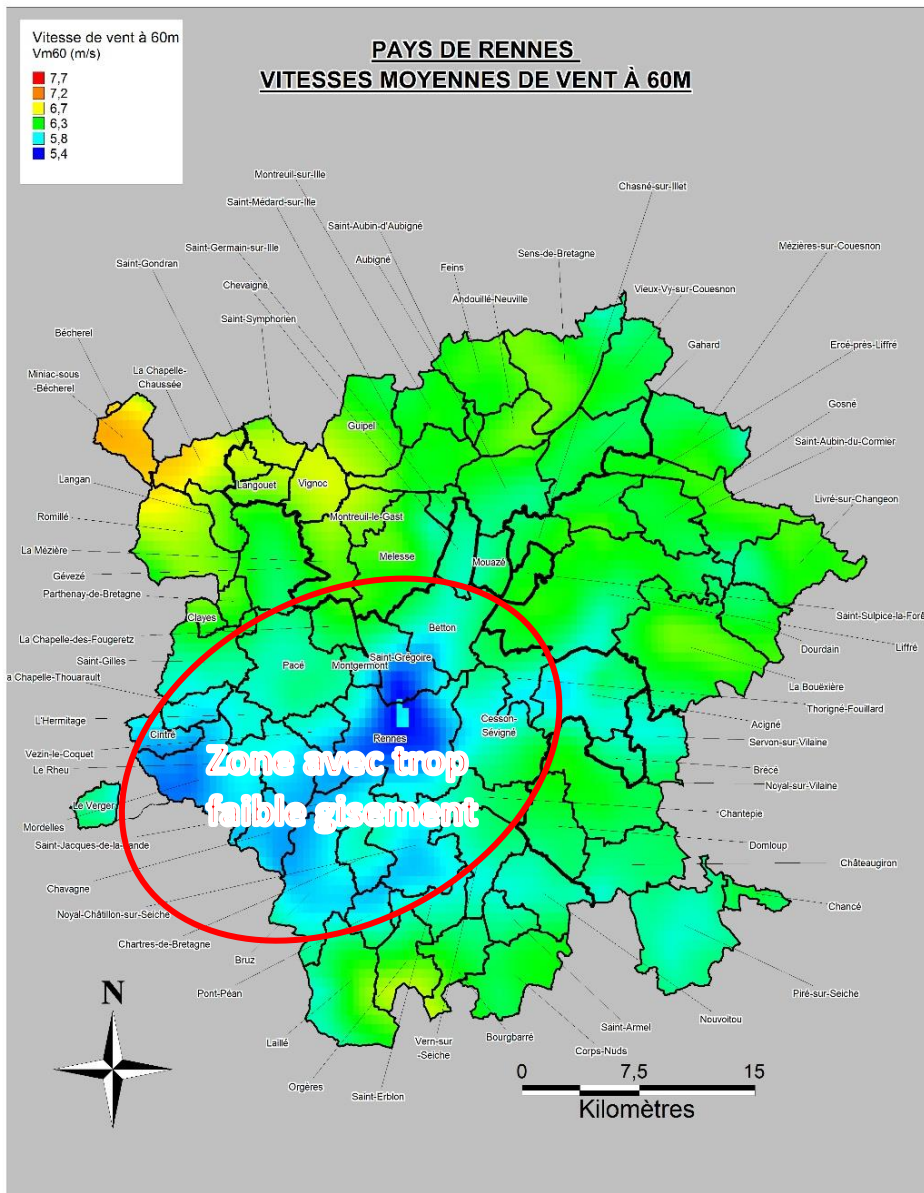 Vitesse de vent à 60m
Vm60 (m/s)
7,7
7,2
6,7
6,3
5,8
5,4
PAYS DE RENNES
VITESSES MOYENNES DE VENT À 60M
Montreuil-sur-Ille
Chasné-sur-Illet
Saint-Médard-sur-Ille
Saint-Aubin-d'Aubigné
Saint-Germain-sur-Ille
Aubigné
Sens-de-Bretagne
Mézières-sur-Couesnon
Saint-Gondran
Feins
Chevaigné
Vieux-Vy-sur-Couesnon
Andouillé-Neuville
Saint-Symphorien
Bécherel
Gahard
Ercé-près-Liffré
La Chapelle-
Chaussée
Miniac-sous
-Bécherel
Gosné
Guipel
Saint-Aubin-du-Cormier
Langan
Langouet
Vignoc
Livré-sur-Changeon
Romillé
Montreuil-le-Gast
La Mézière
Melesse
Mouazé
Gévezé
Parthenay-de-Bretagne
Clayes
Saint-Sulpice-la-Forê
La Chapelle-des-Fougeretz
Betton
Liffré
Dourdain
Saint-Gilles
Pacé
Montgermont
Saint-Grégoire
a Chapelle-Thouarault
La Bouëxière
Thorigné-Fouillard
L'Hermitage
Cesson-
Sévigné
Acigné
Cintré
Rennes
Servon-sur-Vilaine
Vezin-le-Coquet
Le Rheu
Brécé
Noyal-sur-Vilaine
Zone avec trop
faible gisement
Le Verger
Mordelles
Chantepie
Saint-Jacques-de-la-Lande
Domloup
Châteaugiron
Chavagne
Chancé
Noyal-Châtillon-sur-Seiche
Chartres-de-Bretagne
Bruz
Pont-Péan
Piré-sur-Seiche
Nouvoitou
Saint-Armel
Laillé
Vern-sur
-Seiche
Bourgbarré
Corps-Nuds
Orgères
Saint-Erblon
N
0 7,5 15
Kilomètres